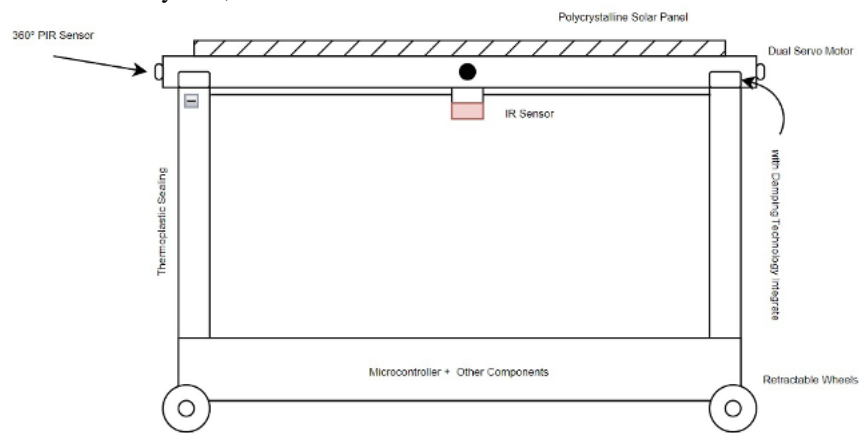 Polycrystalline Solar Panel
360° PIR Sensor
Dual Servo Motor
IR Sensor
with Damping Technology Integrate
Thermoplastic Sealing
Microcontroller + Other Components
Retractable Wheels